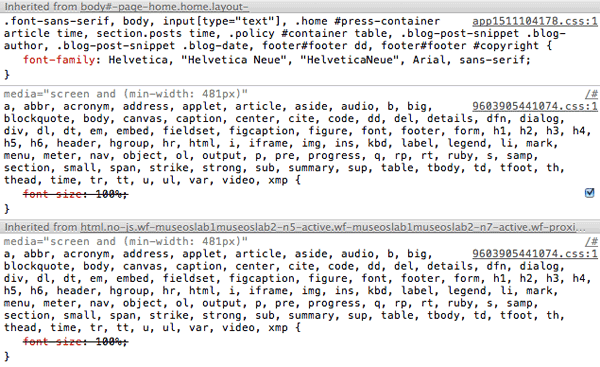 Inherited from body#-page-home.home.layout-
.font-sans-serif, body, input[type="text"], .home #press-container app1511104178.css:1
article time, section.posts time, .policy #container table, .blog-post-snippet .blog-
author, .blog-post-snippet .blog-date, footer#footer dd, footer#footer #copyright {
font-family: Helvetica, "Helvetica Neue", "HelveticaNeue", Arial, sans-serif;
}
media="screen and (min-width: 481px)" /#
a, abbr, acronym, address, applet, article, aside, audio, b, big, 9603905441074.css:1
blockquote, body, canvas, caption, center, cite, code, dd, del, details, dfn, dialog,
div, dl, dt, em, embed, fieldset, figcaption, figure, font, footer, form, h1, h2, h3, h4,
h5, h6, header, hgroup, hr, html, i, iframe, img, ins, kbd, label, legend, li, mark,
menu, meter, nav, object, ol, output, p, pre, progress, q, rp, rt, ruby, s, samp,
section, small, span, strike, strong, sub, summary, sup, table, tbody, td, tfoot, th,
thead, time, tr, tt, u, ul, var, video, xmp {
font-size: 100%;
}
Inherited from html.no-js.wf-museoslab1museoslab2-n5-active.wf-museoslab1museoslab2-n7-active.wf-proxi...
media="screen and (min-width: 481px)" /#
a, abbr, acronym, address, applet, article, aside, audio, b, big, 9603905441074.css:1
blockquote, body, canvas, caption, center, cite, code, dd, del, details, dfn, dialog,
div, dl, dt, em, embed, fieldset, figcaption, figure, font, footer, form, h1, h2, h3, h4,
h5, h6, header, hgroup, hr, html, i, iframe, img, ins, kbd, label, legend, li, mark,
menu, meter, nav, object, ol, output, p, pre, progress, q, rp, rt, ruby, s, samp,
section, small, span, strike, strong, sub, summary, sup, table, tbody, td, tfoot, th,
thead, time, tr, tt, u, ul, var, video, xmp {
font-size: 100%;
}